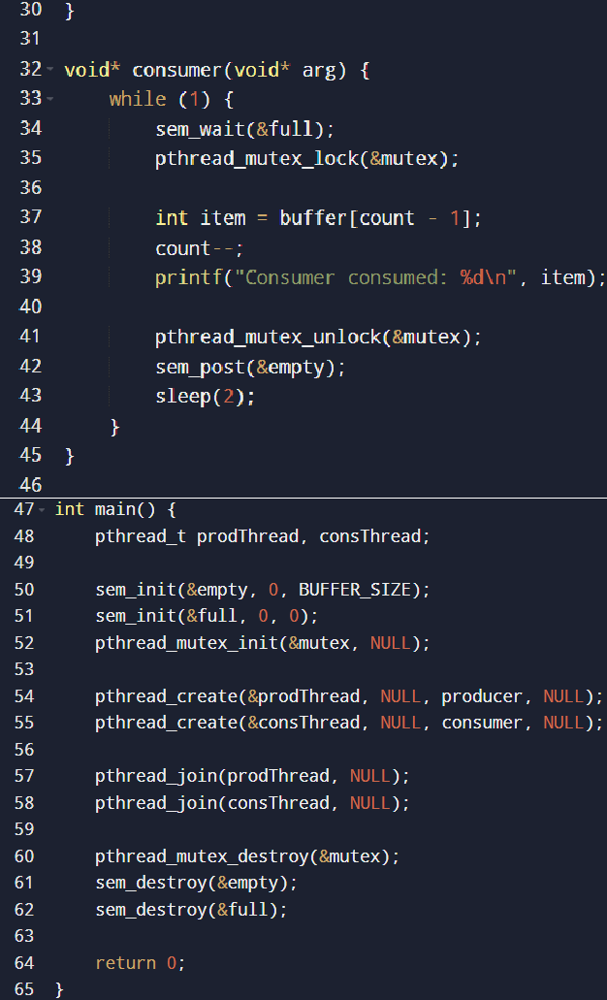 30 }
31
32 void* consumer(void* arg) {
33     while (1) {
34         sem_wait(&full);
35         pthread_mutex_lock(&mutex);
36
37         int item = buffer[count - 1];
38         count--;
39         printf("Consumer consumed: %d\n", item);
40
41         pthread_mutex_unlock(&mutex);
42         sem_post(&empty);
43         sleep(2);
44     }
45 }
46
47 int main() {
48     pthread_t prodThread, consThread;
49
50     sem_init(&empty, 0, BUFFER_SIZE);
51     sem_init(&full, 0, 0);
52     pthread_mutex_init(&mutex, NULL);
53
54     pthread_create(&prodThread, NULL, producer, NULL);
55     pthread_create(&consThread, NULL, consumer, NULL);
56
57     pthread_join(prodThread, NULL);
58     pthread_join(consThread, NULL);
59
60     pthread_mutex_destroy(&mutex);
61     sem_destroy(&empty);
62     sem_destroy(&full);
63
64     return 0;
65 }